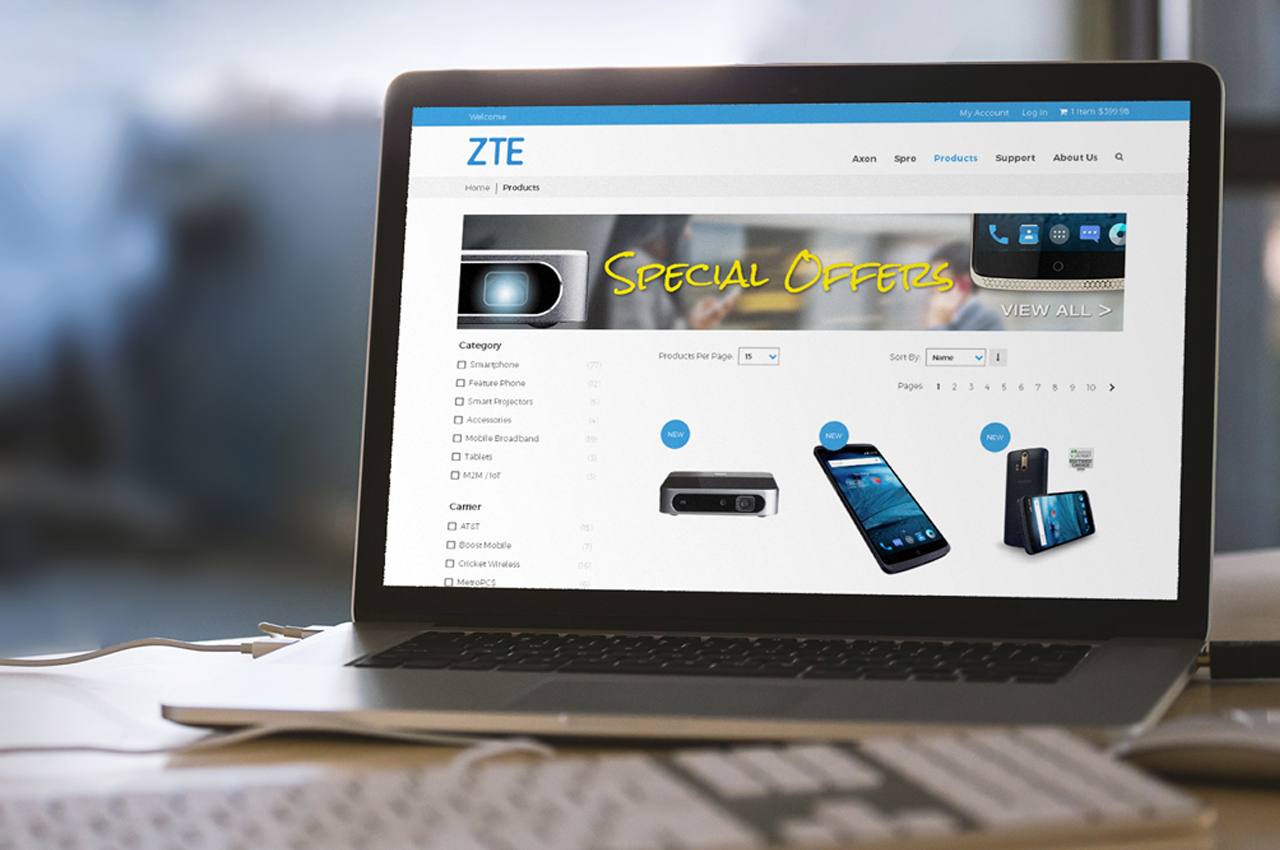 Welcome
My Account Log In 1 Item $399.98
ZTE
Axon Spro Products Support About Us
Home | Products
Special Offers
VIEW ALL >
Category
Smartphone (77)
Feature Phone (12)
Smart Projectors (5)
Accessories (4)
Mobile Broadband (19)
Tablets (3)
M2M / IoT (3)
Products Per Page: 15
Sort By: Name
Pages: 1 2 3 4 5 6 7 8 9 10 >
NEW
NEW
NEW
Carrier
AT&T (15)
Boost Mobile (7)
Cricket Wireless (16)
MetroPCS